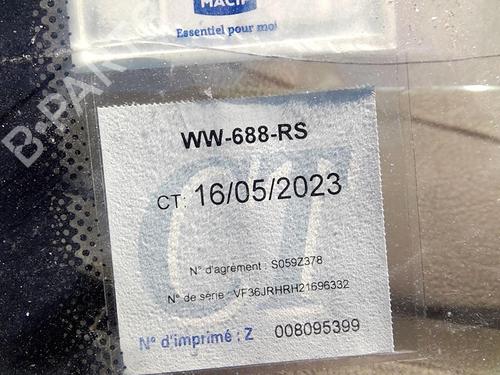 MACIF
Essentiel pour moi
WW-688-RS
CT: 16/05/2023
N° d'agrément : S059Z378
N° de série : VF36JRHRH21696332
N° d'imprimé : Z 008095399
B-PARTS